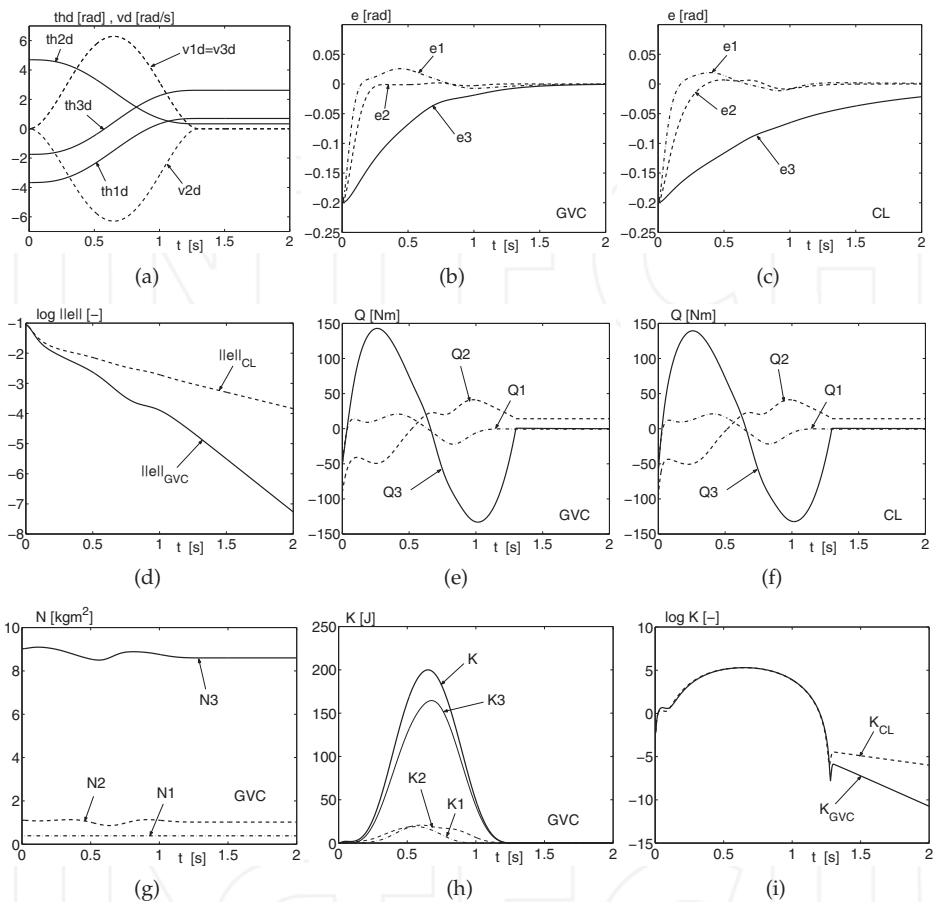 thd [rad] , vd [rad/s]
6
4
2
0
−2
−4
−6
th2d
v1d=v3d
th3d
th1d
v2d
0 0.5 1 1.5 2
t [s]
(a)
e [rad]
0.05
0
−0.05
−0.1
−0.15
−0.2
−0.25
e1
e2
e3
GVC
0 0.5 1 1.5 2
t [s]
(b)
e [rad]
0.05
0
−0.05
−0.1
−0.15
−0.2
−0.25
e1
e2
e3
CL
0 0.5 1 1.5 2
t [s]
(c)
log ||e|| [−]
−1
−2
−3
−4
−5
−6
−7
−8
||e||CL
||e||GVC
0 0.5 1 1.5 2
t [s]
(d)
Q [Nm]
150
100
50
0
−50
−100
−150
Q2
Q1
Q3
GVC
0 0.5 1 1.5 2
t [s]
(e)
Q [Nm]
150
100
50
0
−50
−100
−150
Q2
Q1
Q3
CL
0 0.5 1 1.5 2
t [s]
(f)
N [kgm²]
10
8
6
4
2
0
N3
N2
N1
GVC
0 0.5 1 1.5 2
t [s]
(g)
K [J]
250
200
150
100
50
0
K
K3
K2
K1
GVC
0 0.5 1 1.5 2
t [s]
(h)
log K [−]
10
5
0
−5
−10
−15
KCL
KGVC
0 0.5 1 1.5 2
t [s]
(i)